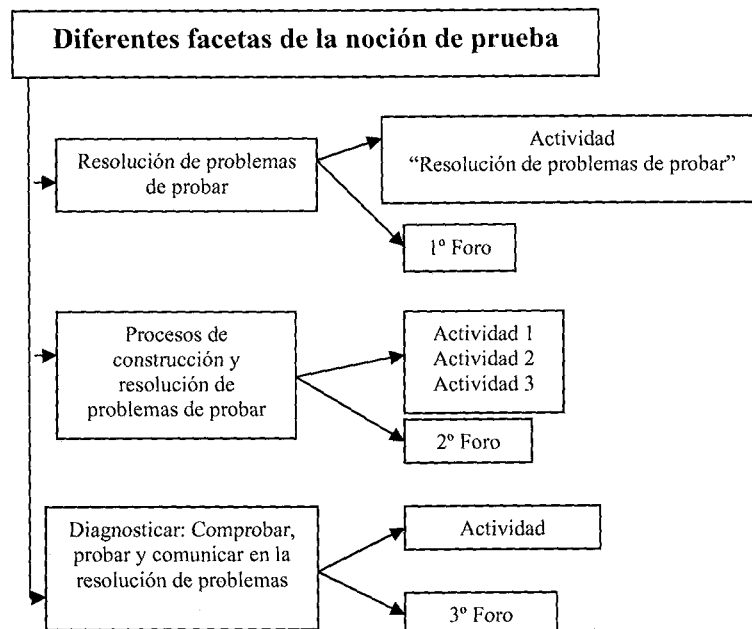 Diferentes facetas de la noción de prueba
Resolución de problemas
de probar
Actividad
“Resolución de problemas de probar”
1º Foro
Procesos de
construcción y
resolución de
problemas de probar
Actividad 1
Actividad 2
Actividad 3
2º Foro
Diagnosticar: Comprobar,
probar y comunicar en la
resolución de problemas
Actividad
3º Foro